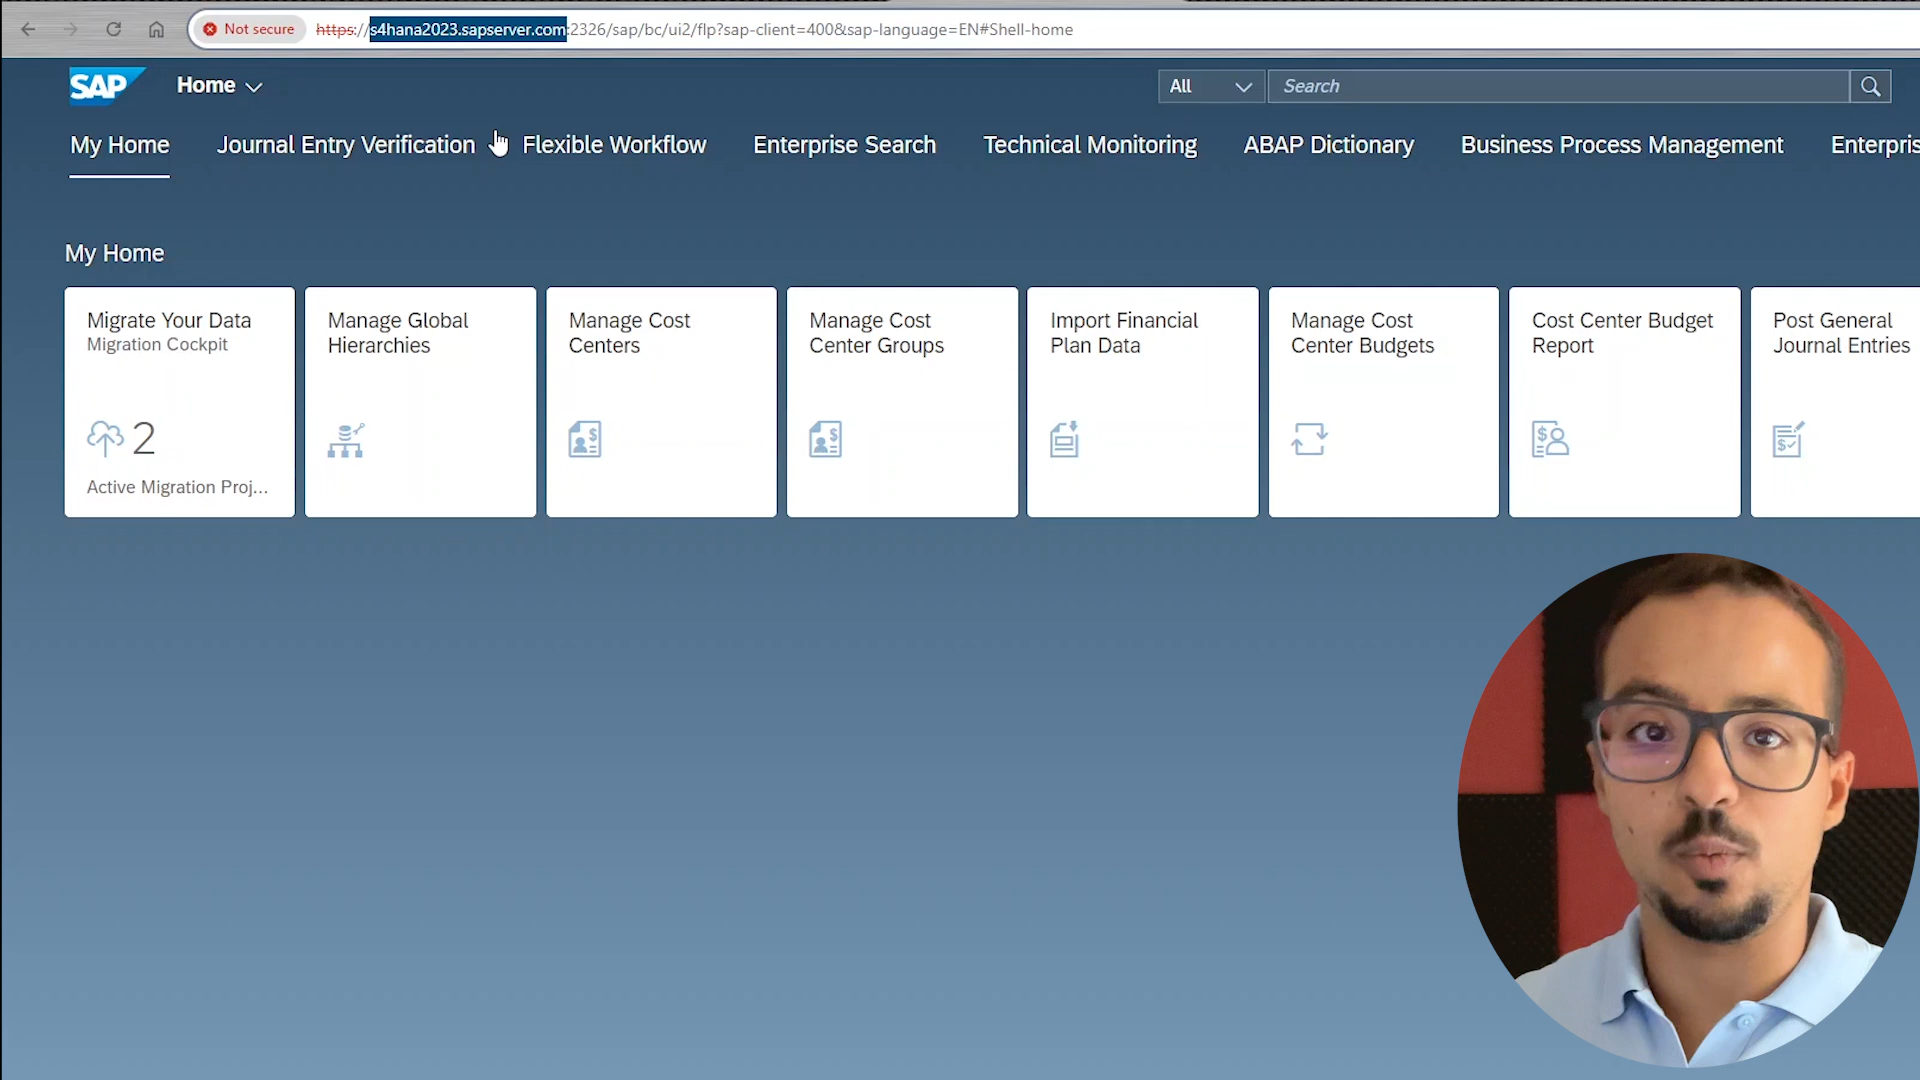 Not secure https://s4hana2023.sapserver.com:2326/sap/bc/ui2/flp?sap-client=400&sap-language=EN#Shell-home
SAP Home All Search
My Home Journal Entry Verification Flexible Workflow Enterprise Search Technical Monitoring ABAP Dictionary Business Process Management Enterpris
My Home
Migrate Your Data
Migration Cockpit
2
Active Migration Proj...
Manage Global
Hierarchies
Manage Cost
Centers
Manage Cost
Center Groups
Import Financial
Plan Data
Manage Cost
Center Budgets
Cost Center Budget
Report
Post General
Journal Entries